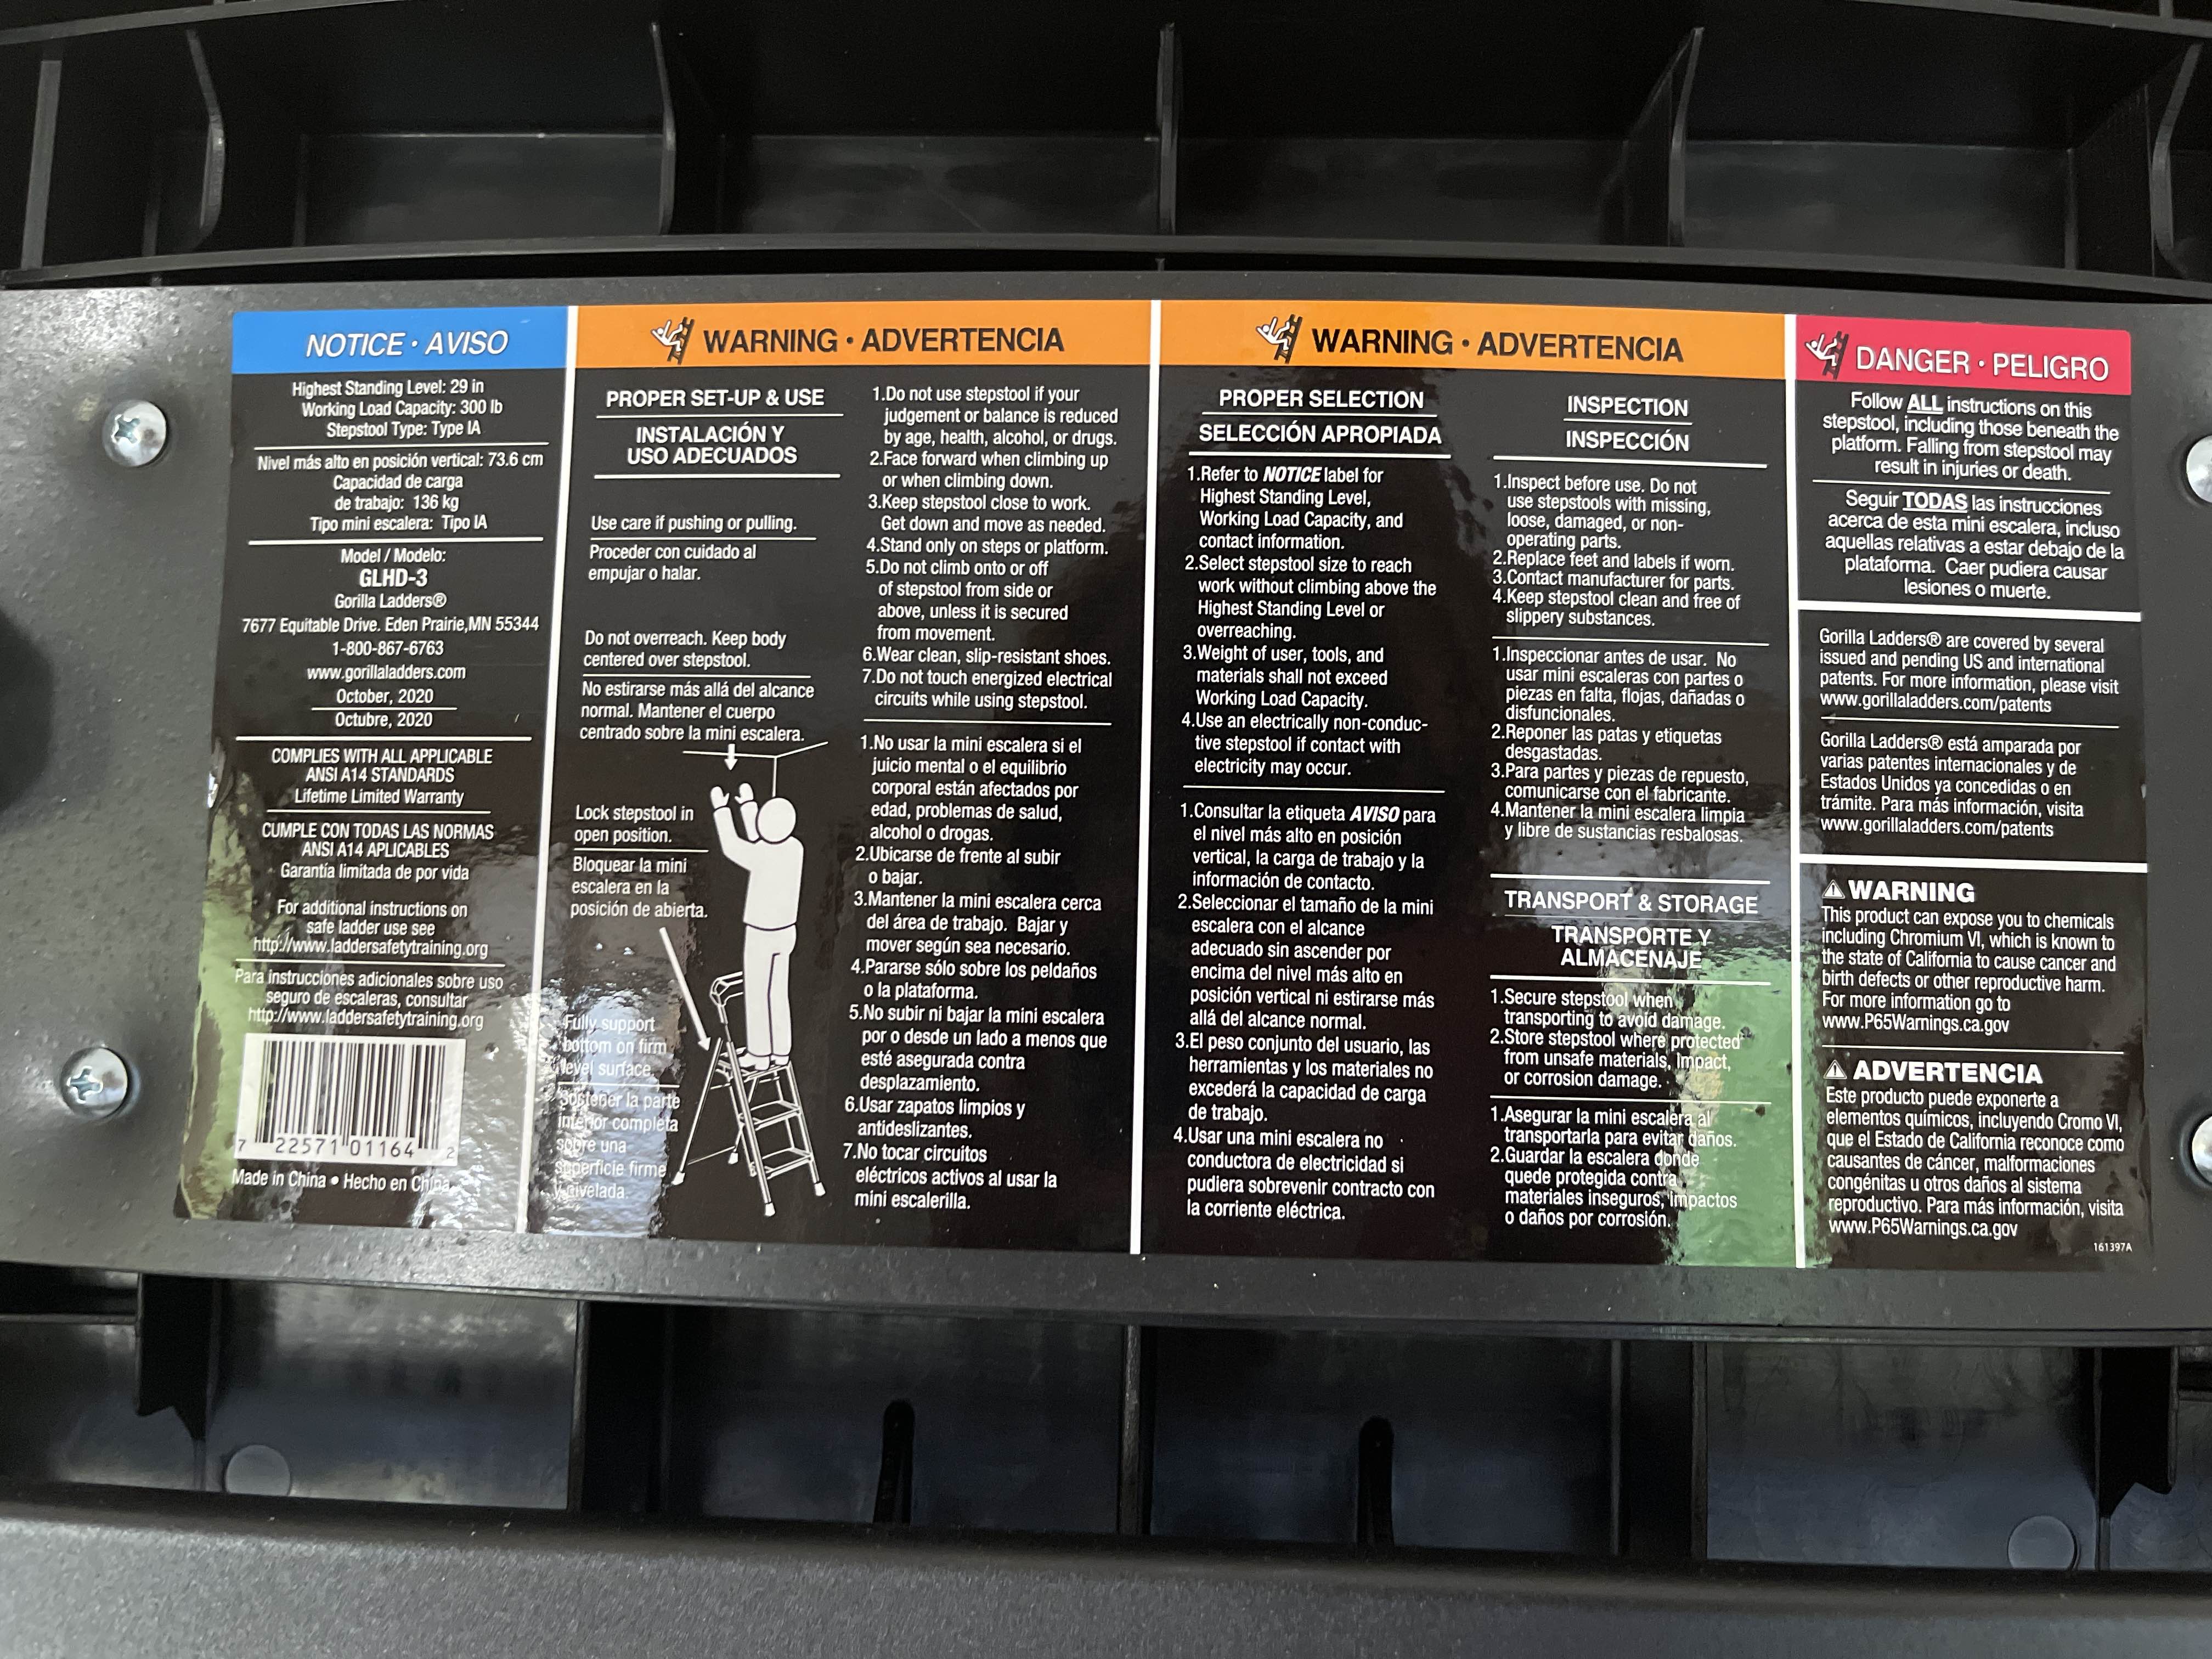 NOTICE • AVISO
Highest Standing Level: 29 in
Working Load Capacity: 300 lb
Stepstool Type: Type IA
Nivel más alto en posición vertical: 73.6 cm
Capacidad de carga
de trabajo: 136 kg
Tipo mini escalera: Tipo IA
Model / Modelo:
GLHD-3
Gorilla Ladders®
7677 Equitable Drive. Eden Prairie,MN 55344
1-800-867-6763
www.gorillaladders.com
October, 2020
Octubre, 2020
COMPLIES WITH ALL APPLICABLE
ANSI A14 STANDARDS
Lifetime Limited Warranty
CUMPLE CON TODAS LAS NORMAS
ANSI A14 APLICABLES
Garantía limitada de por vida
For additional instructions on
safe ladder use see
http://www.laddersafetytraining.org
Para instrucciones adicionales sobre uso
seguro de escaleras, consultar
http://www.laddersafetytraining.org
7 22571 01164 2
Made in China • Hecho en China
WARNING • ADVERTENCIA
PROPER SET-UP & USE
INSTALACIÓN Y
USO ADECUADOS
Use care if pushing or pulling.
Proceder con cuidado al
empujar o halar.
Do not overreach. Keep body
centered over stepstool.
No estirarse más allá del alcance
normal. Mantener el cuerpo
centrado sobre la mini escalera.
Lock stepstool in
open position.
Bloquear la mini
escalera en la
posición de abierta.
Fully support
bottom on firm
level surface.
Sostener la parte
inferior completa
sobre una
superficie firme
y nivelada.
1.Do not use stepstool if your
judgement or balance is reduced
by age, health, alcohol, or drugs.
2.Face forward when climbing up
or when climbing down.
3.Keep stepstool close to work.
Get down and move as needed.
4.Stand only on steps or platform.
5.Do not climb onto or off
of stepstool from side or
above, unless it is secured
from movement.
6.Wear clean, slip-resistant shoes.
7.Do not touch energized electrical
circuits while using stepstool.
1.No usar la mini escalera si el
juicio mental o el equilibrio
corporal están afectados por
edad, problemas de salud,
alcohol o drogas.
2.Ubicarse de frente al subir
o bajar.
3.Mantener la mini escalera cerca
del área de trabajo. Bajar y
mover según sea necesario.
4.Pararse sólo sobre los peldaños
o la plataforma.
5.No subir ni bajar la mini escalera
por o desde un lado a menos que
esté asegurada contra
desplazamiento.
6.Usar zapatos limpios y
antideslizantes.
7.No tocar circuitos
eléctricos activos al usar la
mini escalerilla.
WARNING • ADVERTENCIA
PROPER SELECTION
SELECCIÓN APROPIADA
1.Refer to NOTICE label for
Highest Standing Level,
Working Load Capacity, and
contact information.
2.Select stepstool size to reach
work without climbing above the
Highest Standing Level or
overreaching.
3.Weight of user, tools, and
materials shall not exceed
Working Load Capacity.
4.Use an electrically non-conduc-
tive stepstool if contact with
electricity may occur.
1.Consultar la etiqueta AVISO para
el nivel más alto en posición
vertical, la carga de trabajo y la
información de contacto.
2.Seleccionar el tamaño de la mini
escalera con el alcance
adecuado sin ascender por
encima del nivel más alto en
posición vertical ni estirarse más
allá del alcance normal.
3.El peso conjunto del usuario, las
herramientas y los materiales no
excederá la capacidad de carga
de trabajo.
4.Usar una mini escalera no
conductora de electricidad si
pudiera sobrevenir contracto con
la corriente eléctrica.
INSPECTION
INSPECCIÓN
1.Inspect before use. Do not
use stepstools with missing,
loose, damaged, or non-
operating parts.
2.Replace feet and labels if worn.
3.Contact manufacturer for parts.
4.Keep stepstool clean and free of
slippery substances.
1.Inspeccionar antes de usar. No
usar mini escaleras con partes o
piezas en falta, flojas, dañadas o
disfuncionales.
2.Reponer las patas y etiquetas
desgastadas.
3.Para partes y piezas de repuesto,
comunicarse con el fabricante.
4.Mantener la mini escalera limpia
y libre de sustancias resbalosas.
TRANSPORT & STORAGE
TRANSPORTE Y
ALMACENAJE
1.Secure stepstool when
transporting to avoid damage.
2.Store stepstool where protected
from unsafe materials, impact,
or corrosion damage.
1.Asegurar la mini escalera al
transportarla para evitar daños.
2.Guardar la escalera donde
quede protegida contra
materiales inseguros, impactos
o daños por corrosión.
DANGER • PELIGRO
Follow ALL instructions on this
stepstool, including those beneath the
platform. Falling from stepstool may
result in injuries or death.
Seguir TODAS las instrucciones
acerca de esta mini escalera, incluso
aquellas relativas a estar debajo de la
plataforma. Caer pudiera causar
lesiones o muerte.
Gorilla Ladders® are covered by several
issued and pending US and international
patents. For more information, please visit
www.gorillaladders.com/patents
Gorilla Ladders® está amparada por
varias patentes internacionales y de
Estados Unidos ya concedidas o en
trámite. Para más información, visita
www.gorillaladders.com/patents
WARNING
This product can expose you to chemicals
including Chromium VI, which is known to
the state of California to cause cancer and
birth defects or other reproductive harm.
For more information go to
www.P65Warnings.ca.gov
ADVERTENCIA
Este producto puede exponerte a
elementos químicos, incluyendo Cromo VI,
que el Estado de California reconoce como
causantes de cáncer, malformaciones
congénitas u otros daños al sistema
reproductivo. Para más información, visita
www.P65Warnings.ca.gov
161397A